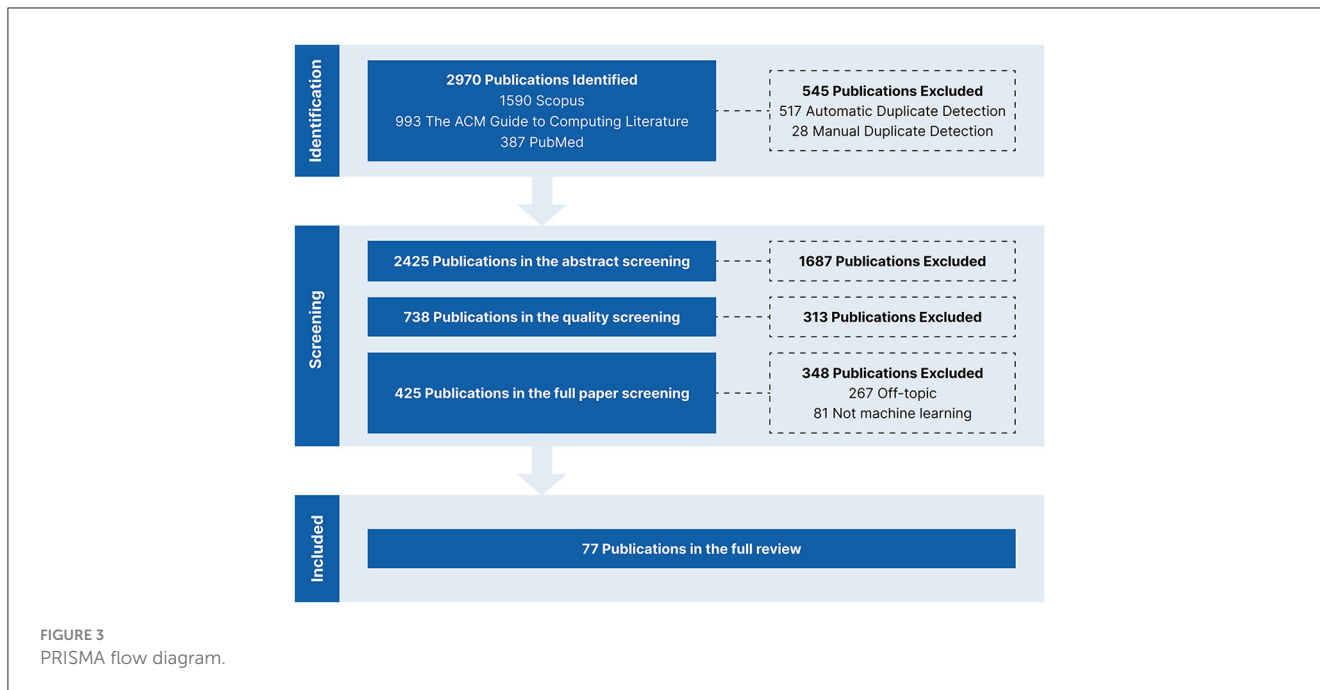 Identification
2970 Publications Identified
1590 Scopus
993 The ACM Guide to Computing Literature
387 PubMed
545 Publications Excluded
517 Automatic Duplicate Detection
28 Manual Duplicate Detection
Screening
2425 Publications in the abstract screening
1687 Publications Excluded
738 Publications in the quality screening
313 Publications Excluded
425 Publications in the full paper screening
348 Publications Excluded
267 Off-topic
81 Not machine learning
Included
77 Publications in the full review
FIGURE 3
PRISMA flow diagram.